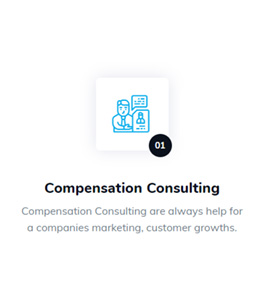 01
Compensation Consulting
Compensation Consulting are always help for
a companies marketing, customer growths.